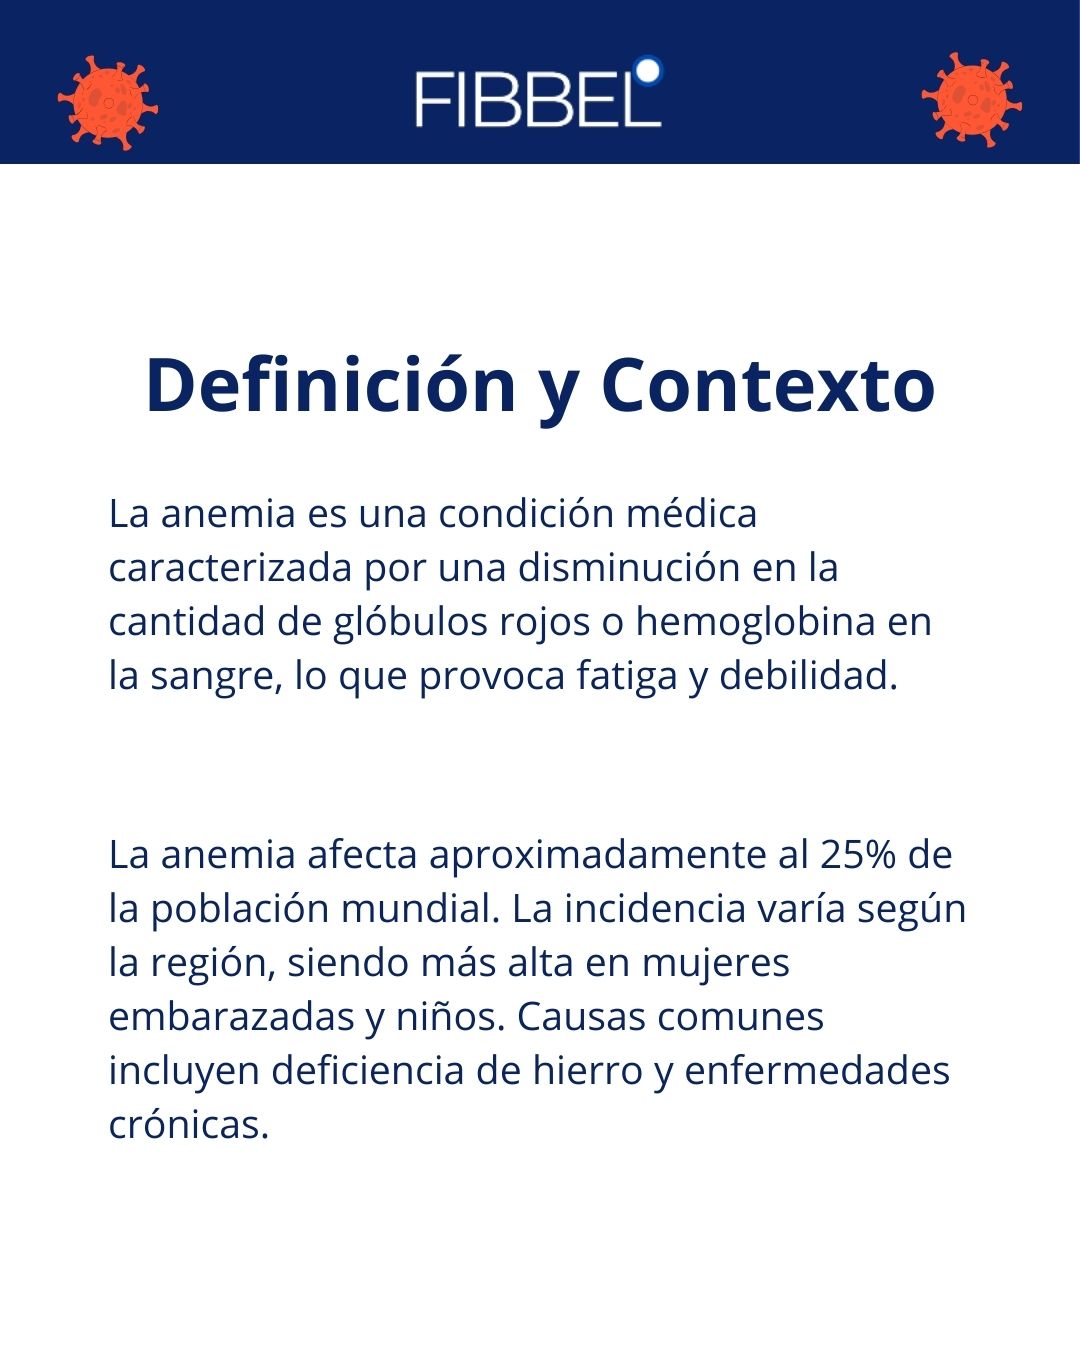 FIBBEL
Definición y Contexto
La anemia es una condición médica
caracterizada por una disminución en la
cantidad de glóbulos rojos o hemoglobina en
la sangre, lo que provoca fatiga y debilidad.
La anemia afecta aproximadamente al 25% de
la población mundial. La incidencia varía según
la región, siendo más alta en mujeres
embarazadas y niños. Causas comunes
incluyen deficiencia de hierro y enfermedades
crónicas.